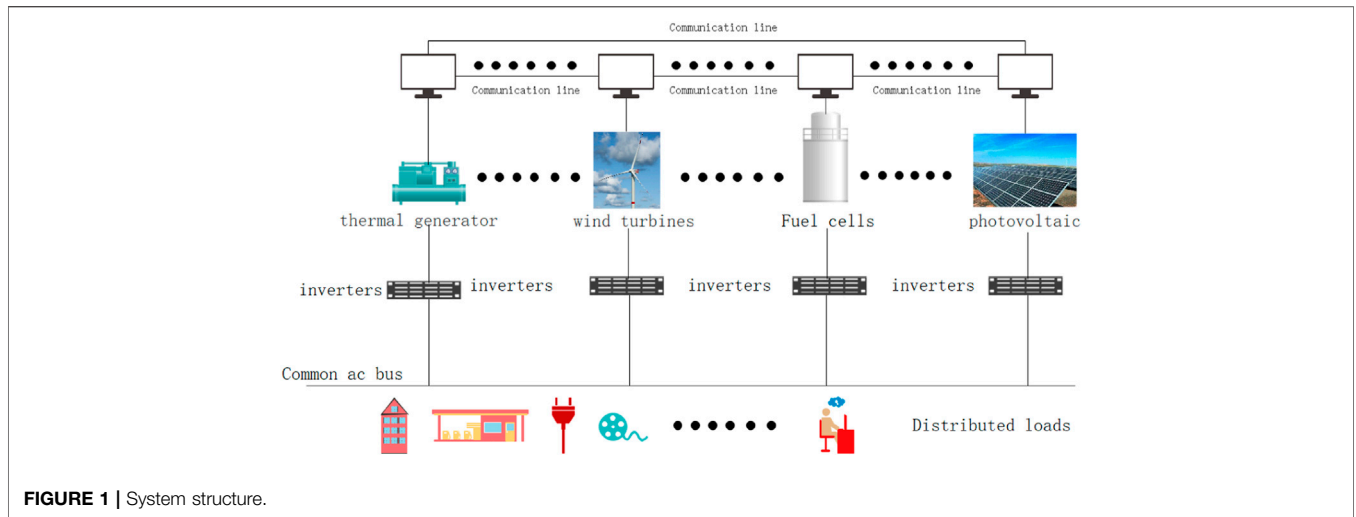 Communication line
Communication line Communication line Communication line
thermal generator wind turbines Fuel cells photovoltaic
inverters inverters inverters inverters
Common ac bus
Distributed loads
FIGURE 1 | System structure.